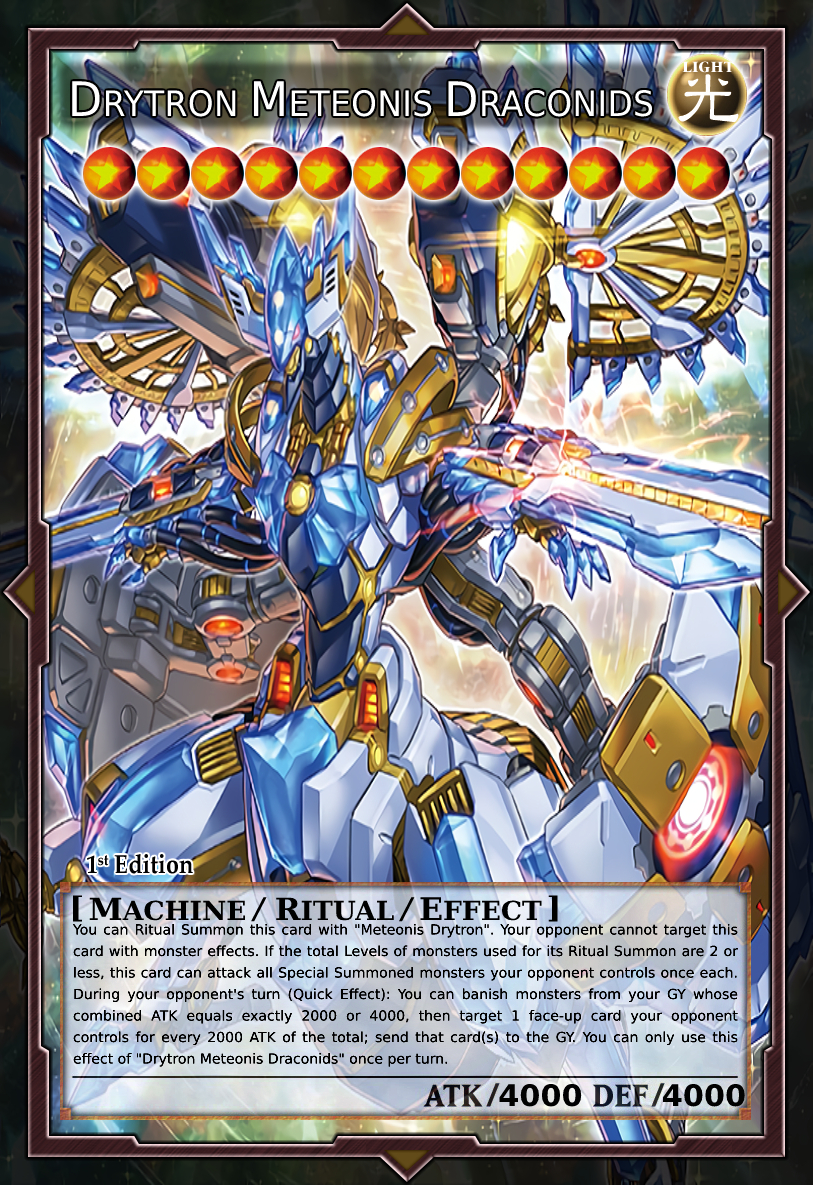 DRYTRON METEONIS DRACONIDS
LIGHT
光
1st Edition
[ MACHINE / RITUAL / EFFECT ]
You can Ritual Summon this card with "Meteonis Drytron". Your opponent cannot target this
card with monster effects. If the total Levels of monsters used for its Ritual Summon are 2 or
less, this card can attack all Special Summoned monsters your opponent controls once each.
During your opponent's turn (Quick Effect): You can banish monsters from your GY whose
combined ATK equals exactly 2000 or 4000, then target 1 face-up card your opponent
controls for every 2000 ATK of the total; send that card(s) to the GY. You can only use this
effect of "Drytron Meteonis Draconids" once per turn.
ATK/4000 DEF/4000